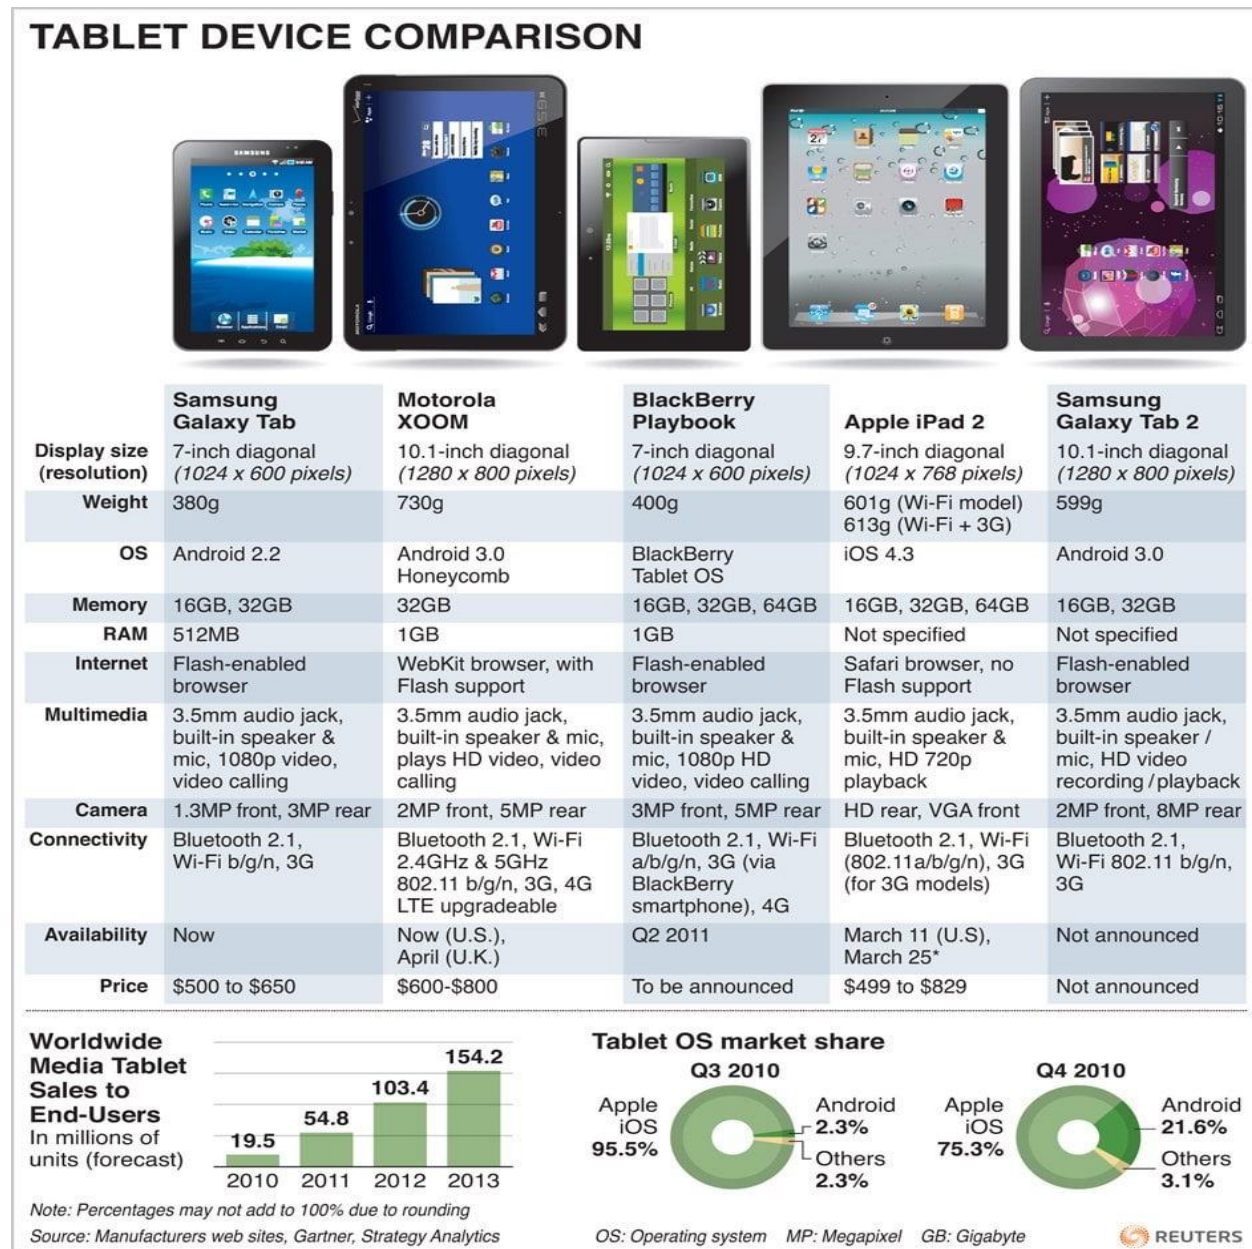 TABLET DEVICE COMPARISON
SAMSUNG
Samsung
Galaxy Tab
Motorola
XOOM
BlackBerry
Playbook
Apple iPad 2
Samsung
Galaxy Tab 2
Display size
(resolution)
7-inch diagonal
(1024 x 600 pixels)
10.1-inch diagonal
(1280 x 800 pixels)
7-inch diagonal
(1024 x 600 pixels)
9.7-inch diagonal
(1024 x 768 pixels)
10.1-inch diagonal
(1280 x 800 pixels)
Weight
380g
730g
400g
601g (Wi-Fi model)
613g (Wi-Fi + 3G)
599g
OS
Android 2.2
Android 3.0
Honeycomb
BlackBerry
Tablet OS
iOS 4.3
Android 3.0
Memory
16GB, 32GB
32GB
16GB, 32GB, 64GB
16GB, 32GB, 64GB
16GB, 32GB
RAM
512MB
1GB
1GB
Not specified
Not specified
Internet
Flash-enabled
browser
WebKit browser, with
Flash support
Flash-enabled
browser
Safari browser, no
Flash support
Flash-enabled
browser
Multimedia
3.5mm audio jack,
built-in speaker &
mic, 1080p video,
video calling
3.5mm audio jack,
built-in speaker & mic,
plays HD video, video
calling
3.5mm audio jack,
built-in speaker &
mic, 1080p HD
video, video calling
3.5mm audio jack,
built-in speaker &
mic, HD 720p
playback
3.5mm audio jack,
built-in speaker /
mic, HD video
recording / playback
Camera
1.3MP front, 3MP rear
2MP front, 5MP rear
3MP front, 5MP rear
HD rear, VGA front
2MP front, 8MP rear
Connectivity
Bluetooth 2.1,
Wi-Fi b/g/n, 3G
Bluetooth 2.1, Wi-Fi
2.4GHz & 5GHz
802.11 b/g/n, 3G, 4G
LTE upgradeable
Bluetooth 2.1, Wi-Fi
a/b/g/n, 3G (via
BlackBerry
smartphone), 4G
Bluetooth 2.1, Wi-Fi
(802.11a/b/g/n), 3G
(for 3G models)
Bluetooth 2.1,
Wi-Fi 802.11 b/g/n,
3G
Availability
Now
Now (U.S.),
April (U.K.)
Q2 2011
March 11 (U.S),
March 25*
Not announced
Price
$500 to $650
$600-$800
To be announced
$499 to $829
Not announced
Worldwide
Media Tablet
Sales to
End-Users
In millions of
units (forecast)
19.5
54.8
103.4
154.2
2010
2011
2012
2013
Tablet OS market share
Q3 2010
Apple
iOS
95.5%
Android
2.3%
Others
2.3%
Q4 2010
Apple
iOS
75.3%
Android
21.6%
Others
3.1%
Note: Percentages may not add to 100% due to rounding
Source: Manufacturers web sites, Gartner, Strategy Analytics
OS: Operating system MP: Megapixel GB: Gigabyte
REUTERS